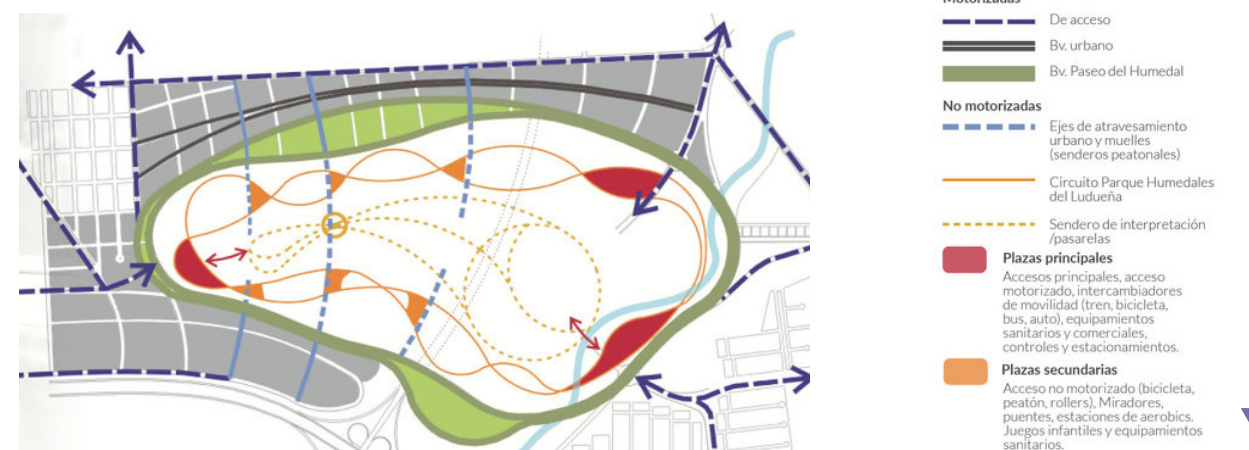 Motorizadas
De acceso
Bv. urbano
Bv. Paseo del Humedal
No motorizadas
Ejes de atravesamiento
urbano y muelles
(senderos peatonales)
Circuito Parque Humedales
del Ludueña
Sendero de interpretación
/pasarelas
Plazas principales
Accesos principales, acceso
motorizado, intercambiadores
de movilidad (tren, bicicleta,
bus, auto), equipamientos
sanitarios y comerciales,
controles y estacionamientos.
Plazas secundarias
Acceso no motorizado (bicicleta,
peatón, rollers), Miradores,
puentes, estaciones de aerobics.
Juegos infantiles y equipamientos
sanitarios.